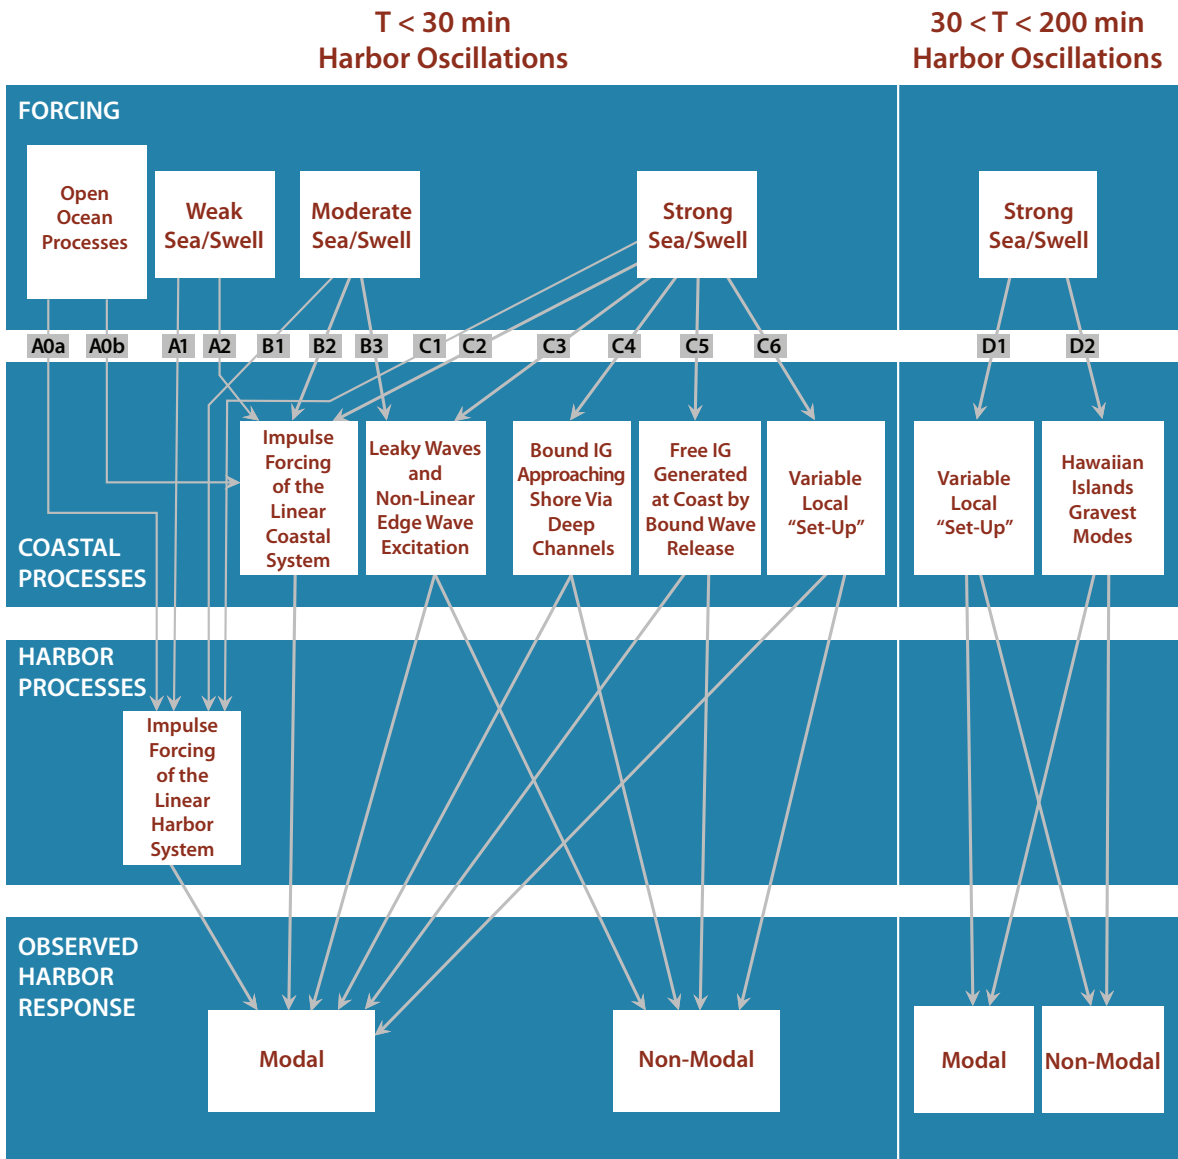 T < 30 min
Harbor Oscillations
30 < T < 200 min
Harbor Oscillations
FORCING
Open
Ocean
Processes
Weak
Sea/Swell
Moderate
Sea/Swell
Strong
Sea/Swell
Strong
Sea/Swell
A0a
A0b
A1
A2
B1
B2
B3
C1
C2
C3
C4
C5
C6
D1
D2
COASTAL
PROCESSES
Impulse
Forcing
of the
Linear
Coastal
System
Leaky Waves
and
Non-Linear
Edge Wave
Excitation
Bound IG
Approaching
Shore Via
Deep
Channels
Free IG
Generated
at Coast by
Bound Wave
Release
Variable
Local
“Set-Up”
Variable
Local
“Set-Up”
Hawaiian
Islands
Gravest
Modes
HARBOR
PROCESSES
Impulse
Forcing
of the
Linear
Harbor
System
OBSERVED
HARBOR
RESPONSE
Modal
Non-Modal
Modal
Non-Modal